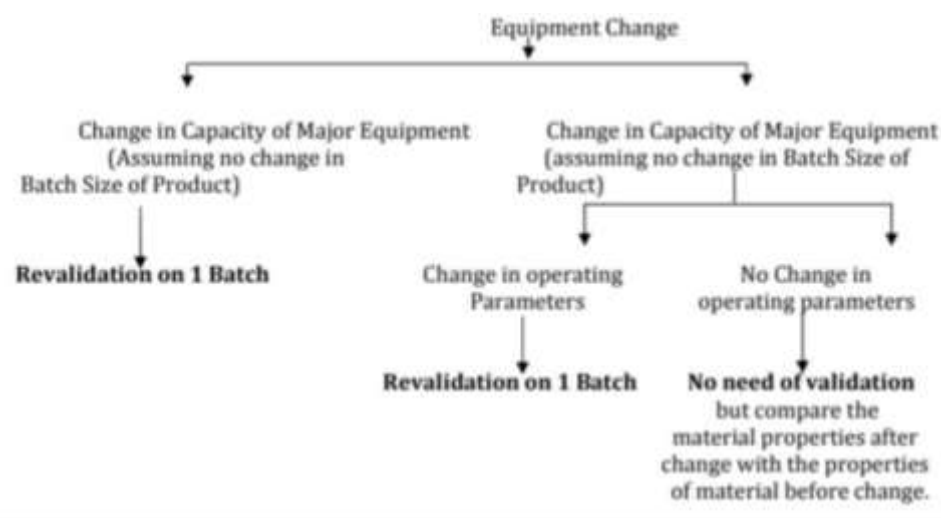 Equipment Change
Change in Capacity of Major Equipment
(Assuming no change in
Batch Size of Product)
Change in Capacity of Major Equipment
(assuming no change in Batch Size of
Product)
Revalidation on 1 Batch
Change in operating
Parameters
No Change in
operating parameters
Revalidation on 1 Batch
No need of validation
but compare the
material properties after
change with the properties
of material before change.